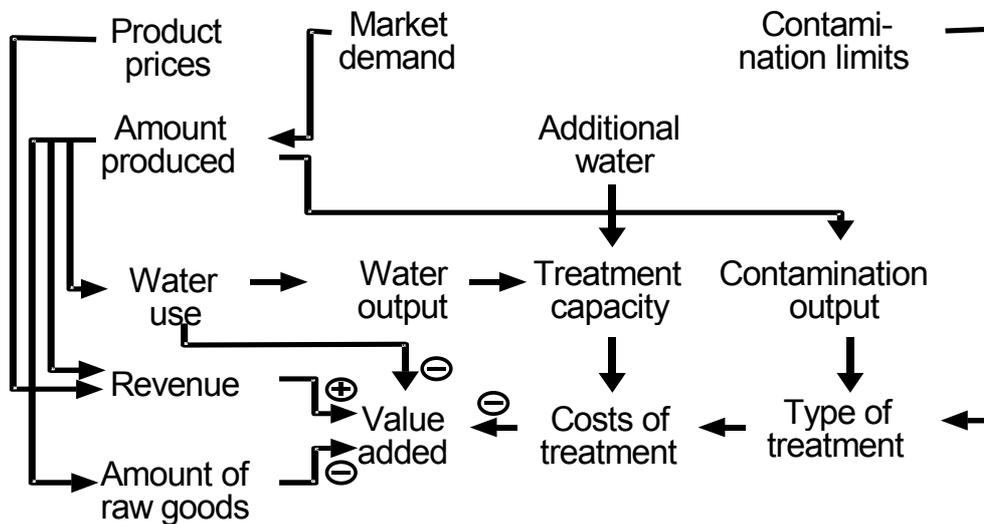 Product
prices
Market
demand
Contami-
nation limits
Amount
produced
Additional
water
Water
use
Water
output
Treatment
capacity
Contamination
output
Revenue
+
−
−
Value
added
Costs of
treatment
Type of
treatment
−
Amount of
raw goods